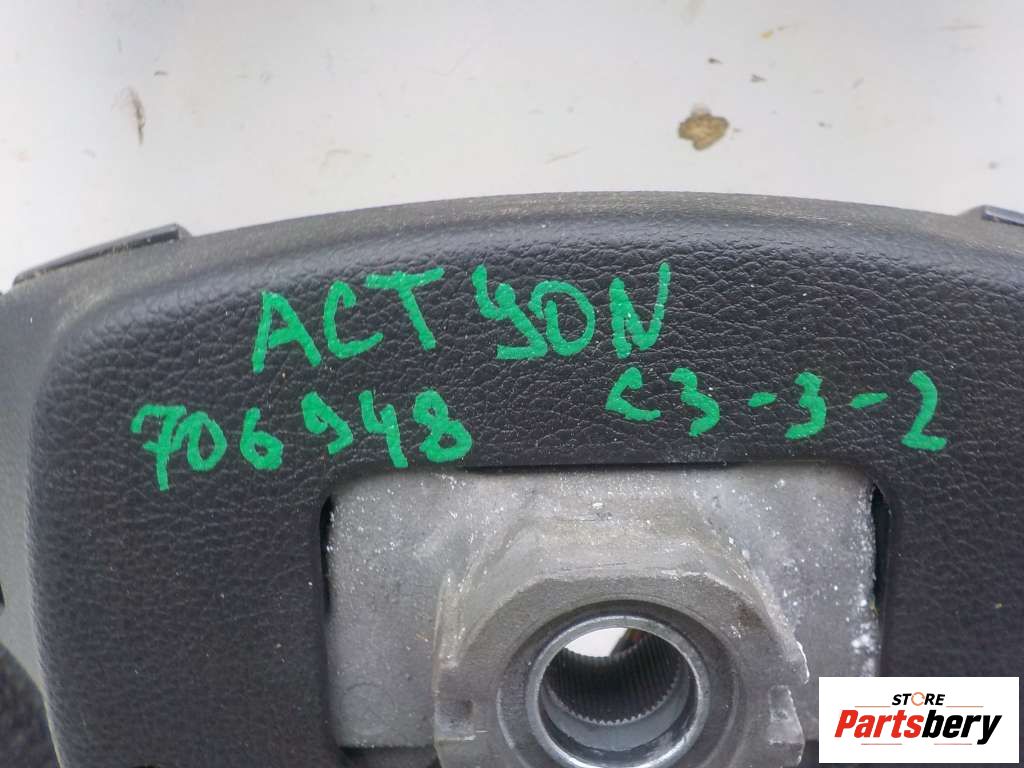 ACTYON
706948 C3-3-2
STORE
Partsbery